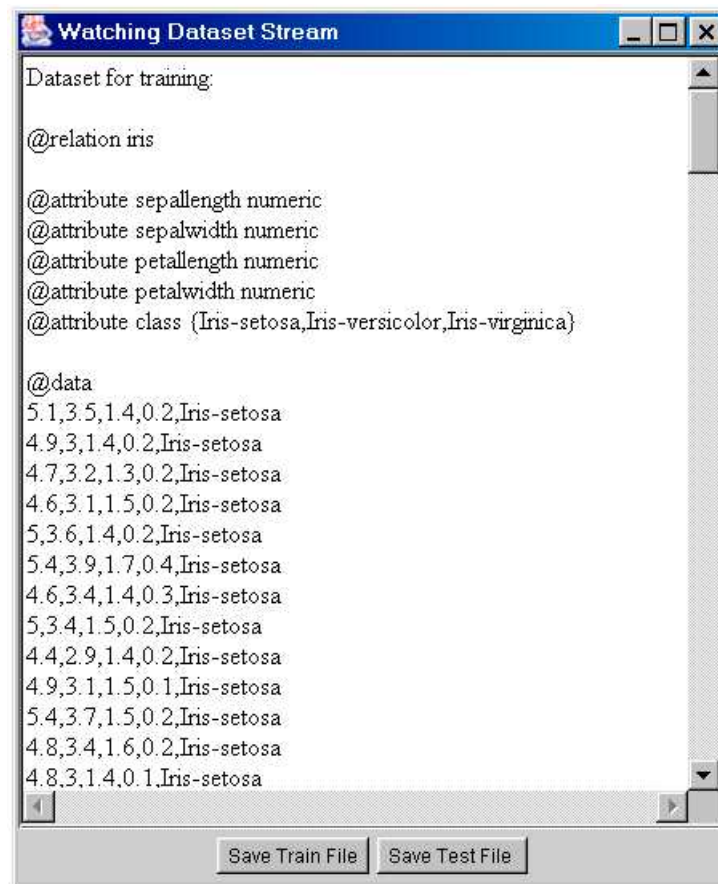 Watching Dataset Stream
Dataset for training:
@relation iris
@attribute sepallength numeric
@attribute sepalwidth numeric
@attribute petallength numeric
@attribute petalwidth numeric
@attribute class {Iris-setosa,Iris-versicolor,Iris-virginica}
@data
5.1,3.5,1.4,0.2,Iris-setosa
4.9,3,1.4,0.2,Iris-setosa
4.7,3.2,1.3,0.2,Iris-setosa
4.6,3.1,1.5,0.2,Iris-setosa
5,3.6,1.4,0.2,Iris-setosa
5.4,3.9,1.7,0.4,Iris-setosa
4.6,3.4,1.4,0.3,Iris-setosa
5,3.4,1.5,0.2,Iris-setosa
4.4,2.9,1.4,0.2,Iris-setosa
4.9,3.1,1.5,0.1,Iris-setosa
5.4,3.7,1.5,0.2,Iris-setosa
4.8,3.4,1.6,0.2,Iris-setosa
4.8,3,1.4,0.1,Iris-setosa
Save Train File Save Test File